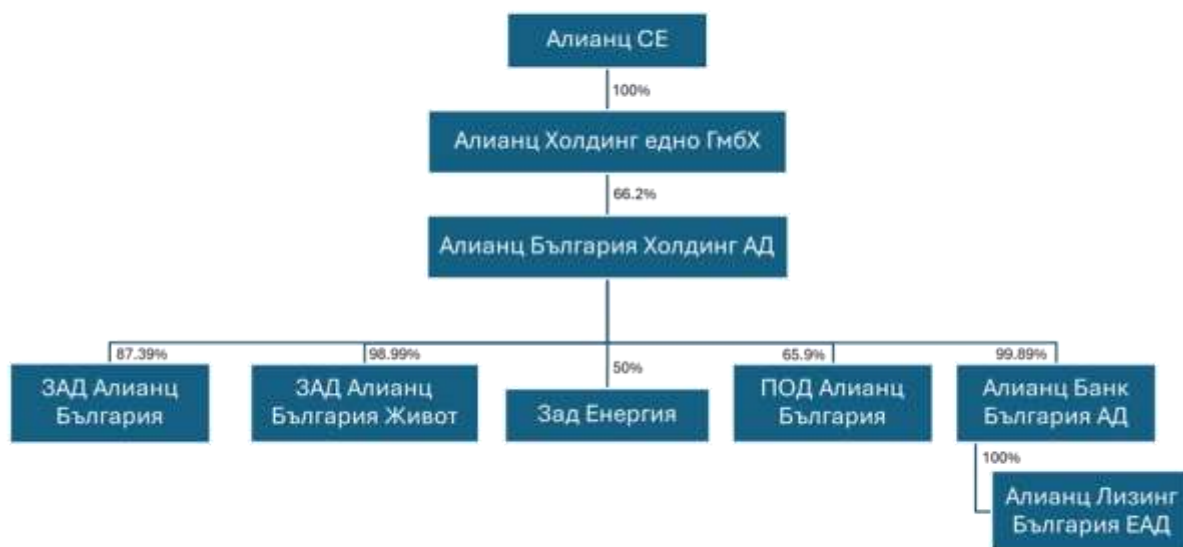 Алианц СЕ
100%
Алианц Холдинг едно ГмбХ
66.2%
Алианц България Холдинг АД
87.39%
98.99%
50%
65.9%
99.89%
ЗАД Алианц
България
ЗАД Алианц
България Живот
Зад Енергия
ПОД Алианц
България
Алианц Банк
България АД
100%
Алианц Лизинг
България ЕАД